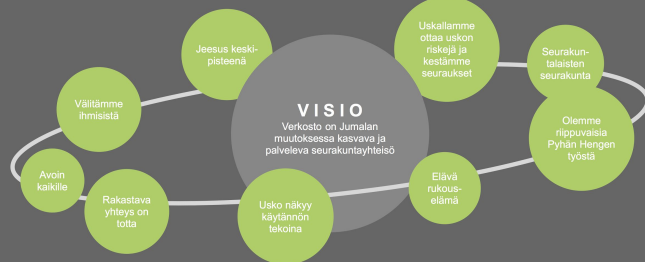 Jeesus keski-
pisteenä
Uskallamme
ottaa uskon
riskejä ja
kestämme
seuraukset
Seurakun-
talaisten
seurakunta
Välitämme
ihmisistä
VISIO
Verkosto on Jumalan
muutoksessa kasvava ja
palveleva seurakuntayhteisö
Olemme
riippuvaisia
Pyhän Hengen
työstä
Avoin
kaikille
Rakastava
yhteys on
totta
Usko näkyy
käytännön
tekoina
Elävä
rukous-
elämä